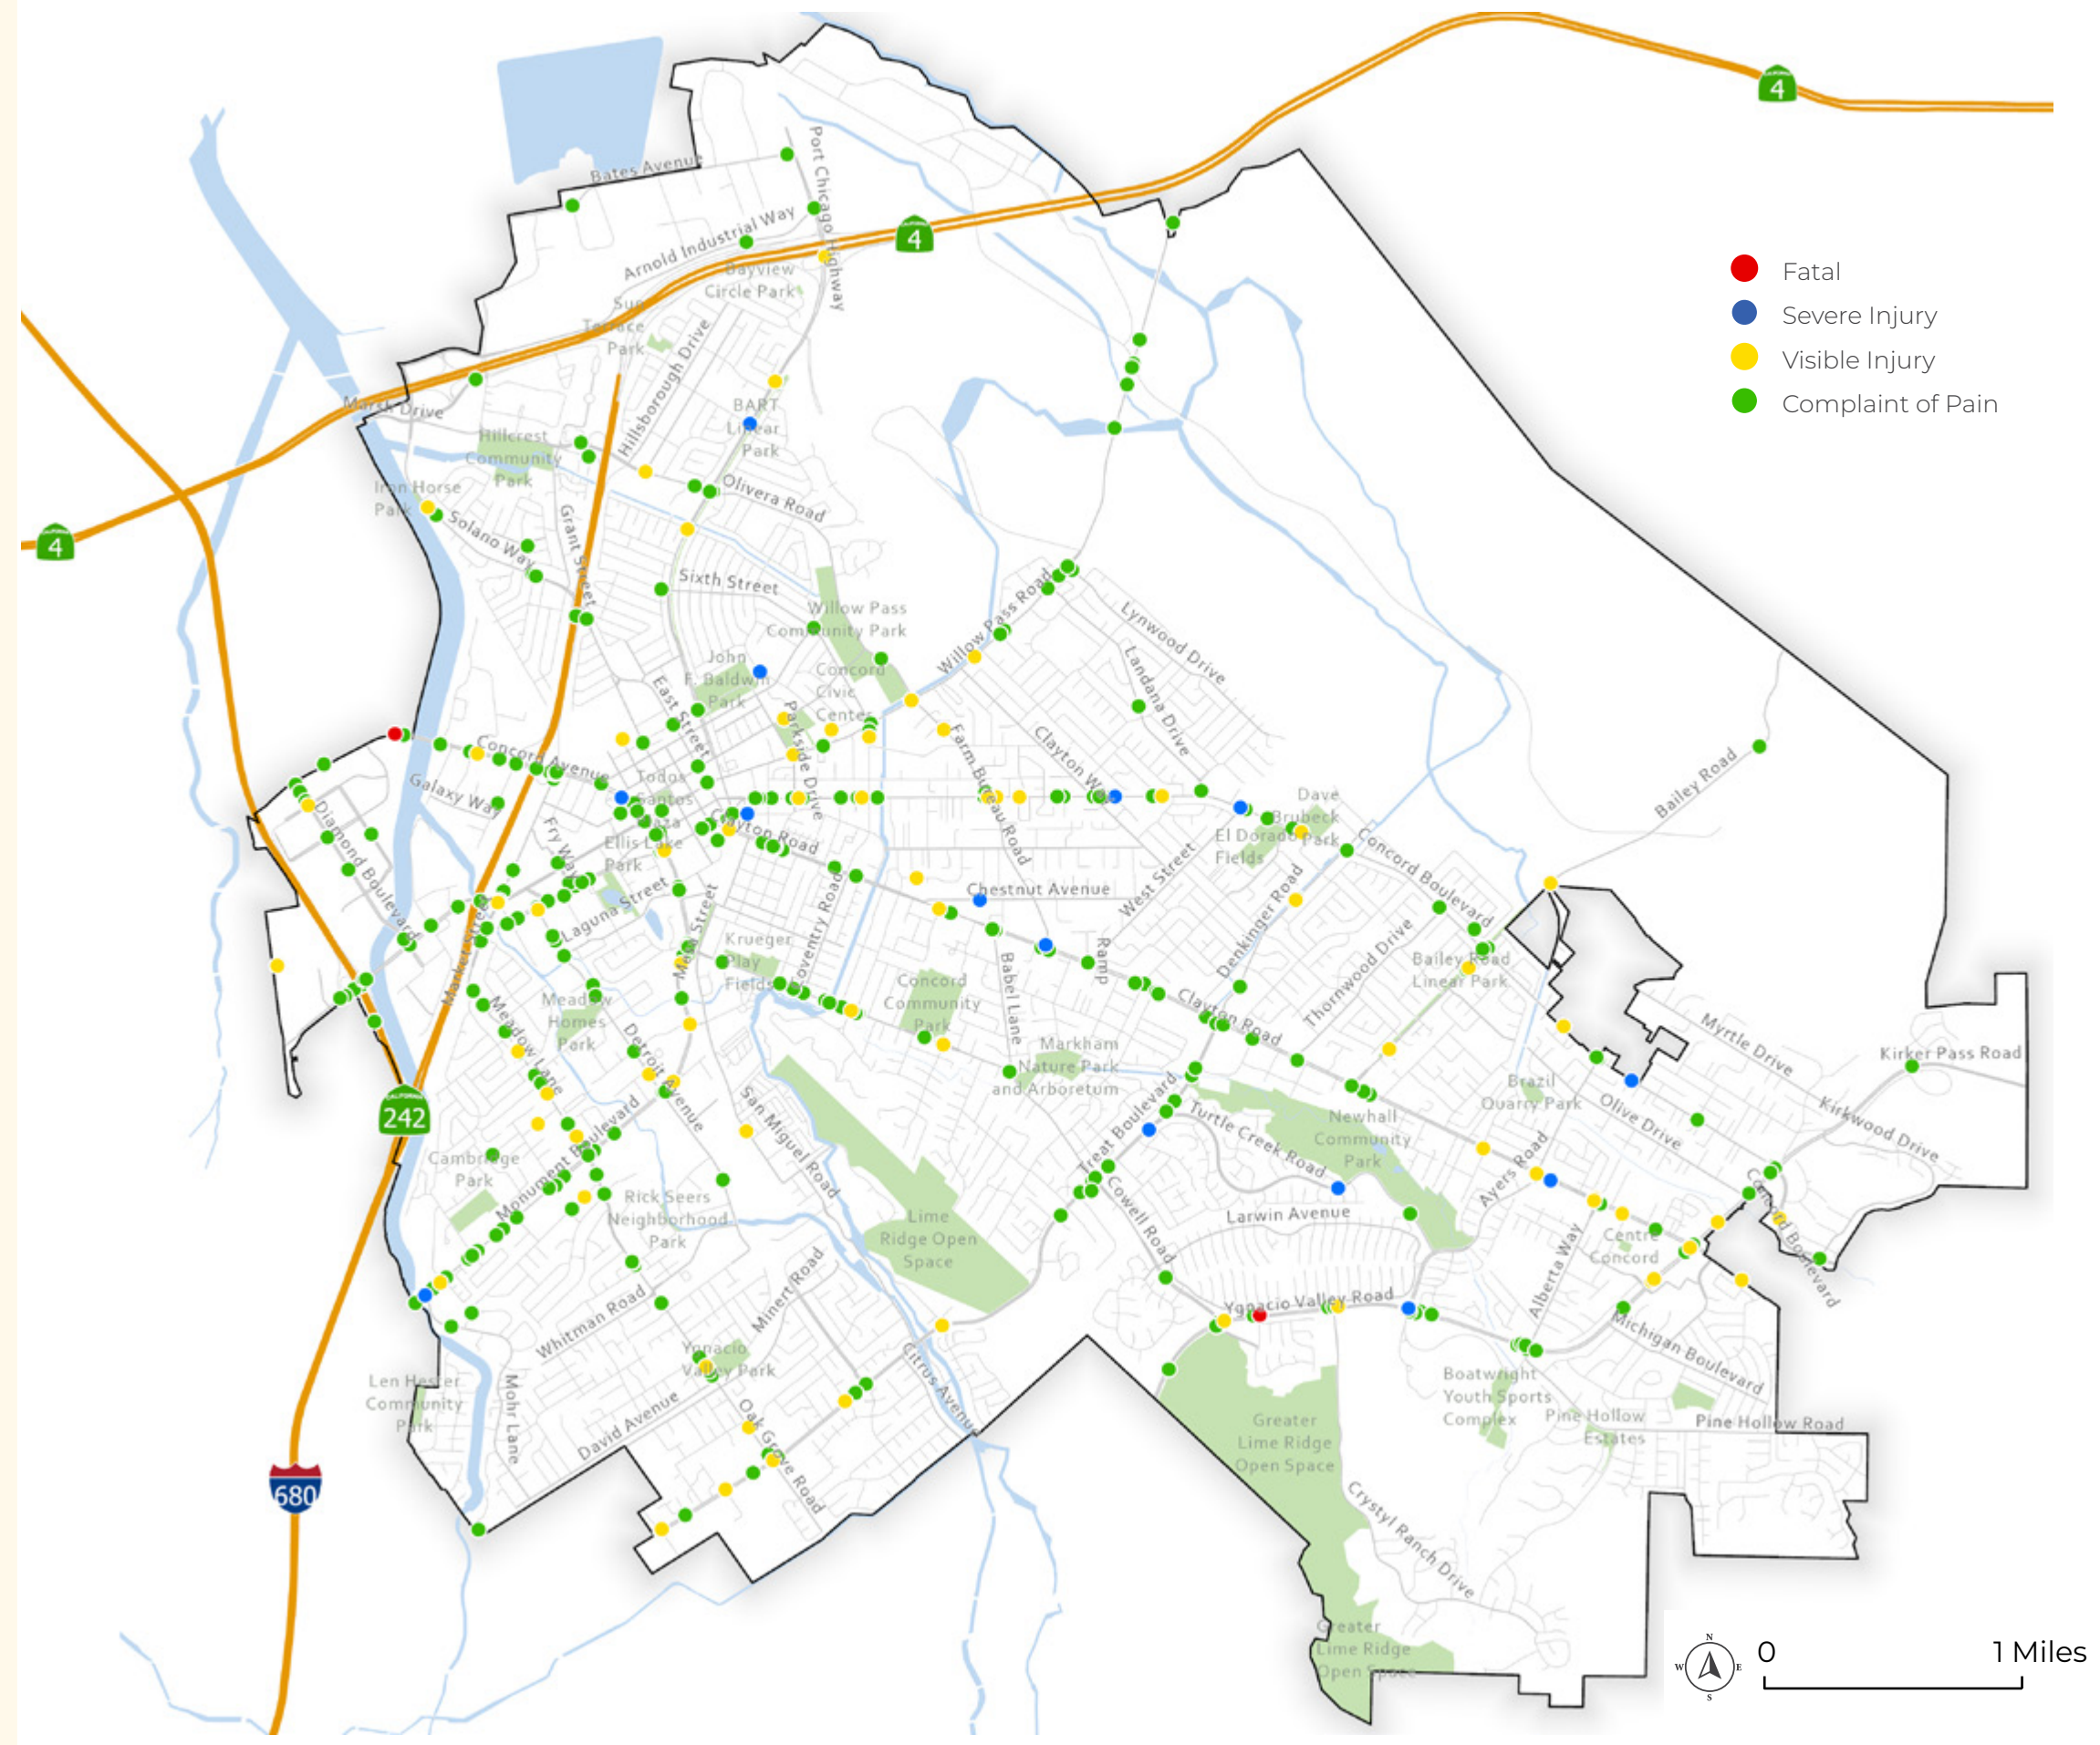 CALIFORNIA
4
Port Chicago Highway
Bates Avenue
Arnold Industrial Way
CALIFORNIA
4
Bayview
Circle Park
Fatal
Severe Injury
Visible Injury
Complaint of Pain
Sun
Terrace
Park
Hillsborough Drive
Marsh Drive
BART
Linear
Park
Hillcrest
Community
Park
Iron Horse
Park
Olivera Road
Solano Way
Grant Street
CALIFORNIA
4
Sixth Street
Willow Pass
Community Park
Willow Pass Road
Lynwood Drive
Landana Drive
John
F. Baldwin
Park
Concord
Civic
Center
East Street
Parkside Drive
Farm Bureau Road
Clayton Way
Concord Avenue
Galaxy Way
Todos
Santos
Plaza
Bailey Road
Diamond Boulevard
Fry Way
Ellis Lake
Park
Clayton Road
Dave
Brubeck
Park
El Dorado
Fields
Concord Boulevard
West Street
Chestnut Avenue
Laguna Street
Market Street
Coventry Road
Denkinger Road
Thornwood Drive
Bailey Road
Linear Park
Krueger
Play
Fields
Concord
Community
Park
Babel Lane
Ramp
Clayton Road
Meadow
Homes
Park
Meadow Lane
Detroit Avenue
Markham
Nature Park
and Arboretum
Myrtle Drive
Kirker Pass Road
Kirkwood Drive
Brazil
Quarry Park
Olive Drive
CALIFORNIA
242
San Miguel Road
Treat Boulevard
Turtle Creek Road
Newhall
Community
Park
Cambridge
Park
Monument Boulevard
Ayers Road
Rick Seers
Neighborhood
Park
Lime
Ridge Open
Space
Cowell Road
Larwin Avenue
Alberta Way
Centre
Concord
Concord Boulevard
Minert Road
Whitman Road
Ygnacio Valley Road
Michigan Boulevard
Ygnacio
Valley Park
Citrus Avenue
Len Hester
Community
Park
Mohr Lane
David Avenue
Oak Grove Road
Boatwright
Youth Sports
Complex
Pine Hollow
Estates
Pine Hollow Road
Greater
Lime Ridge
Open Space
680
Crystyl Ranch Drive
Greater
Lime Ridge
Open Space
N
W
E
S
0
1 Miles